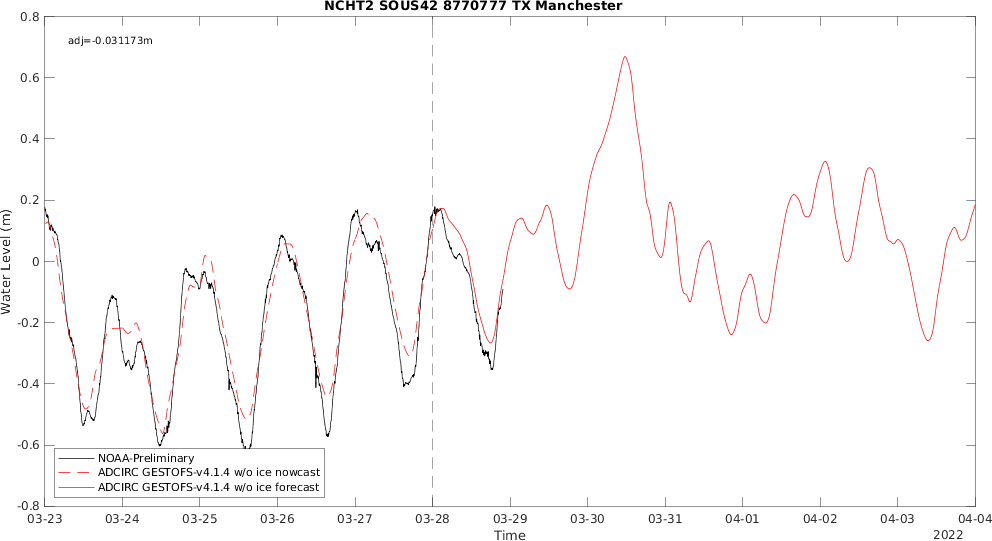 NCHT2 SOUS42 8770777 TX Manchester
adj=-0.031173m
0.8
0.6
0.4
0.2
0
-0.2
-0.4
-0.6
-0.8
Water Level (m)
NOAA-Preliminary
ADCIRC GESTOFS-v4.1.4 w/o ice nowcast
ADCIRC GESTOFS-v4.1.4 w/o ice forecast
03-23 03-24 03-25 03-26 03-27 03-28 03-29 03-30 03-31 04-01 04-02 04-03 04-04
Time
2022